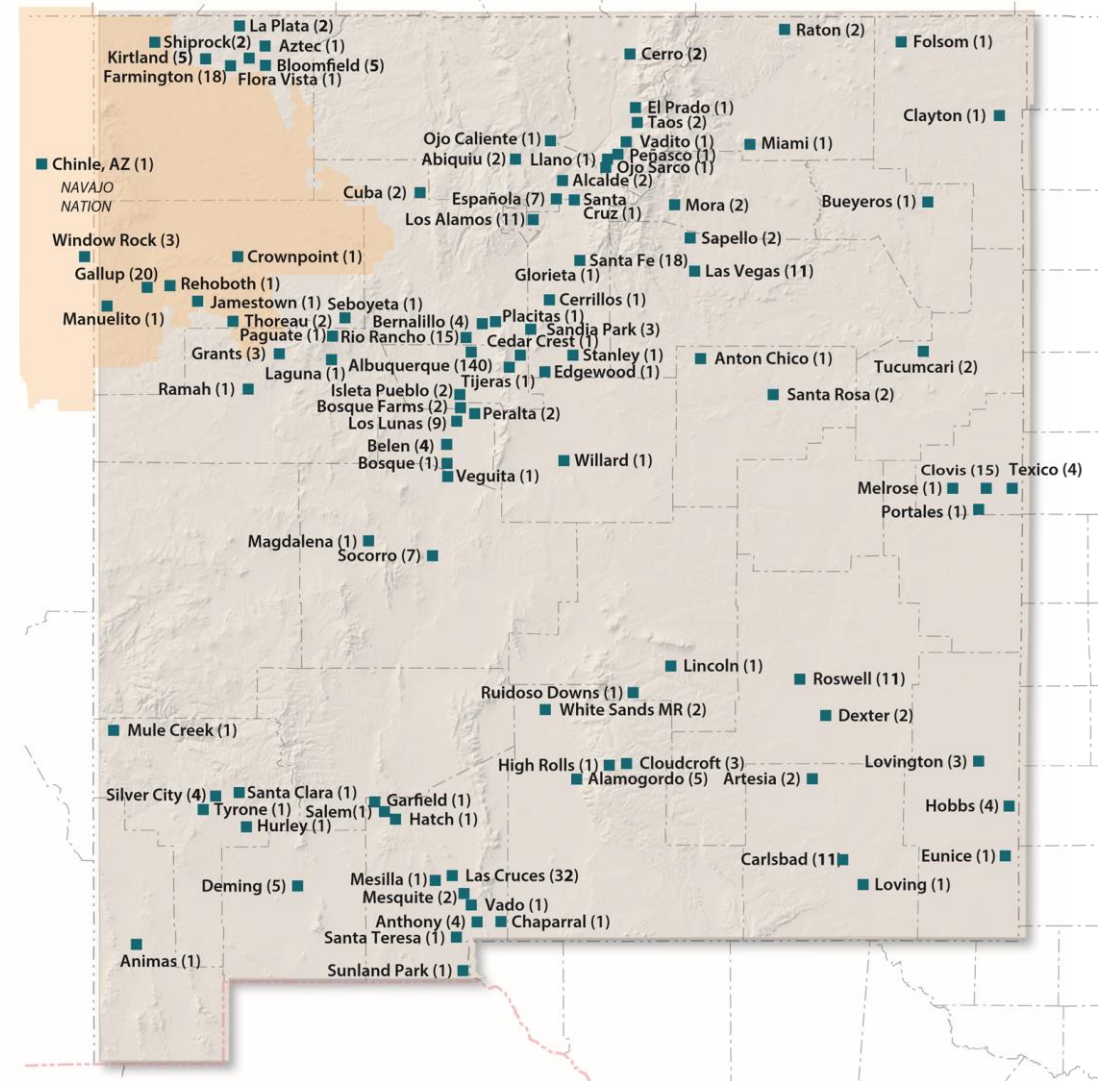 La Plata (2)
Raton (2)
Shiprock(2)
Aztec (1)
Folsom (1)
Cerro (2)
Kirtland (5)
Bloomfield (5)
Farmington (18)
Flora Vista (1)
El Prado (1)
Clayton (1)
Taos (2)
Ojo Caliente (1)
Vadito (1)
Miami (1)
Abiquiu (2)
Llano (1)
Peñasco (1)
Chinle, AZ (1)
Ojo Sarco (1)
NAVAJO
NATION
Alcalde (2)
Cuba (2)
Española (7)
Santa
Cruz (1)
Mora (2)
Bueyeros (1)
Los Alamos (11)
Window Rock (3)
Sapello (2)
Crownpoint (1)
Santa Fe (18)
Gallup (20)
Glorieta (1)
Las Vegas (11)
Rehoboth (1)
Jamestown (1)
Seboyeta (1)
Cerrillos (1)
Manuelito (1)
Thoreau (2)
Bernalillo (4)
Placitas (1)
Sandia Park (3)
Paguate (1)
Rio Rancho (15)
Cedar Crest (1)
Grants (3)
Stanley (1)
Anton Chico (1)
Laguna (1)
Albuquerque (140)
Tucumcari (2)
Edgewood (1)
Tijeras (1)
Ramah (1)
Isleta Pueblo (2)
Santa Rosa (2)
Bosque Farms (2)
Peralta (2)
Los Lunas (9)
Belen (4)
Bosque (1)
Willard (1)
Veguita (1)
Clovis (15)
Texico (4)
Melrose (1)
Portales (1)
Magdalena (1)
Socorro (7)
Lincoln (1)
Roswell (11)
Ruidoso Downs (1)
White Sands MR (2)
Dexter (2)
Mule Creek (1)
High Rolls (1)
Cloudcroft (3)
Lovington (3)
Alamogordo (5)
Artesia (2)
Silver City (4)
Santa Clara (1)
Garfield (1)
Tyrone (1)
Salem(1)
Hatch (1)
Hobbs (4)
Hurley (1)
Carlsbad (11)
Eunice (1)
Deming (5)
Mesilla (1)
Las Cruces (32)
Loving (1)
Mesquite (2)
Vado (1)
Anthony (4)
Chaparral (1)
Santa Teresa (1)
Animas (1)
Sunland Park (1)